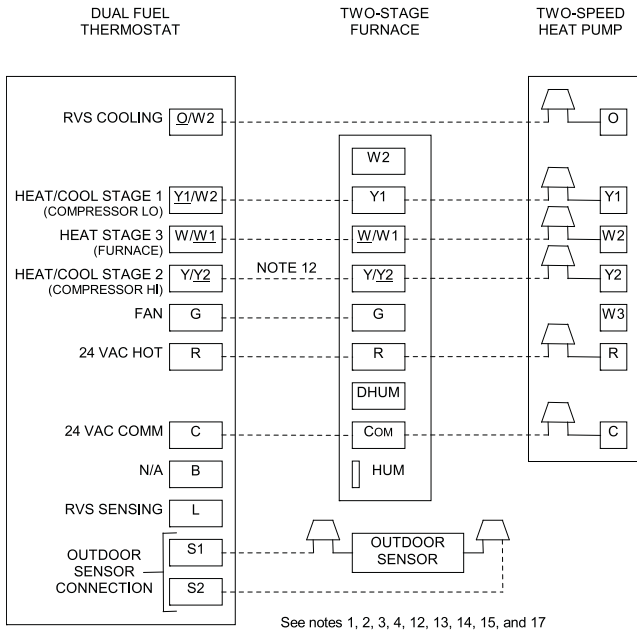 DUAL FUEL
THERMOSTAT
TWO-STAGE
FURNACE
TWO-SPEED
HEAT PUMP
RVS COOLING O/W2 O
W2
HEAT/COOL STAGE 1 Y1/W2 Y1 Y1
(COMPRESSOR LO)
HEAT STAGE 3 W/W1 W/W1 W2
(FURNACE)
HEAT/COOL STAGE 2 Y/Y2 NOTE 12 Y/Y2 Y2
(COMPRESSOR HI)
FAN G G W3
24 VAC HOT R R R
DHUM
24 VAC COMM C COM C
N/A B HUM
RVS SENSING L
OUTDOOR
SENSOR
CONNECTION
S1
S2
OUTDOOR
SENSOR
See notes 1, 2, 3, 4, 12, 13, 14, 15, and 17